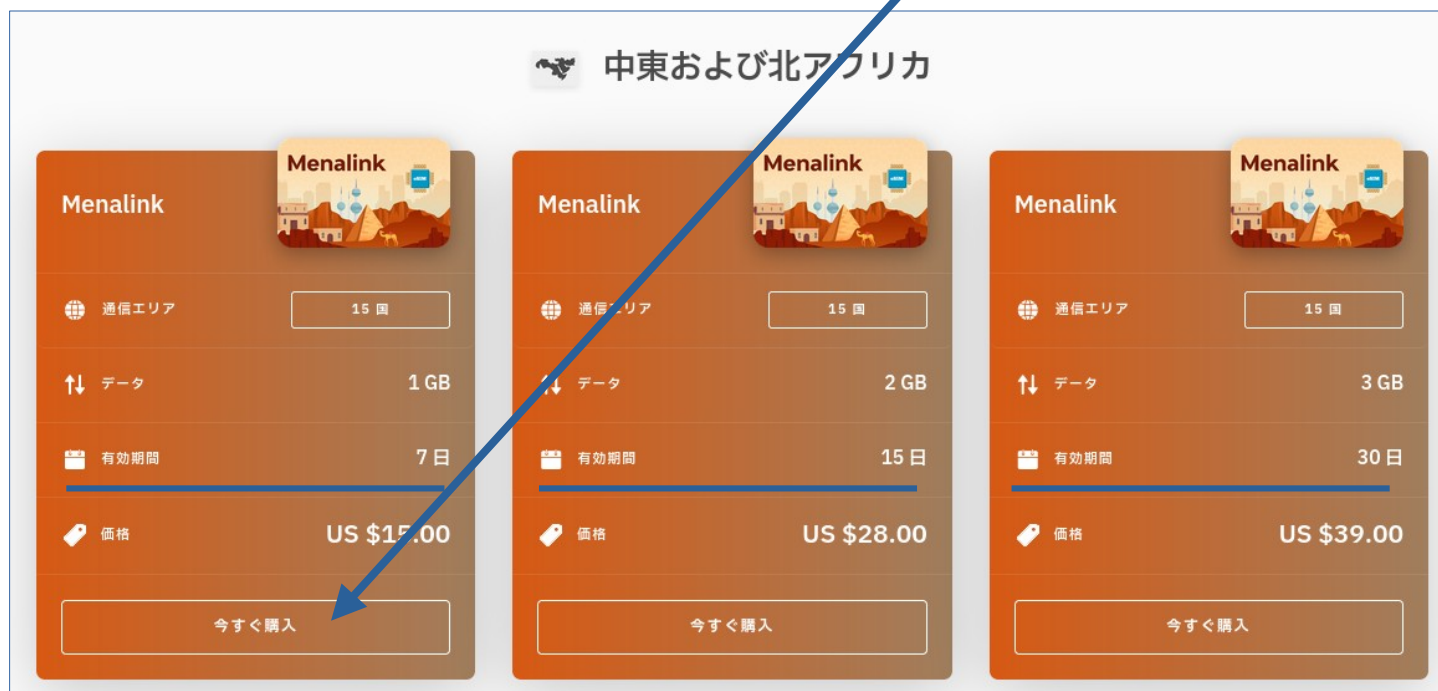 中東および北アフリカ
Menalink
Menalink
通信エリア 15 国
データ 1 GB
有効期間 7 日
価格 US $15.00
今すぐ購入
Menalink
Menalink
通信エリア 15 国
データ 2 GB
有効期間 15 日
価格 US $28.00
今すぐ購入
Menalink
Menalink
通信エリア 15 国
データ 3 GB
有効期間 30 日
価格 US $39.00
今すぐ購入